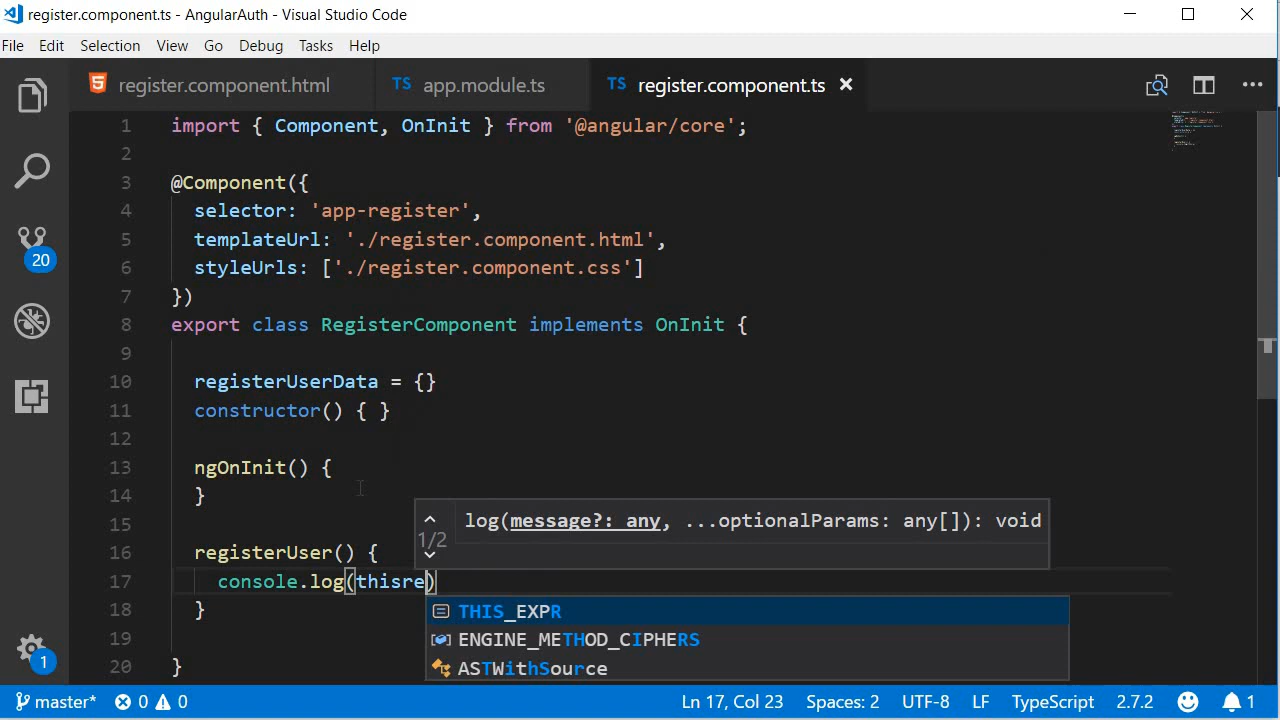 register.component.ts - AngularAuth - Visual Studio Code
File Edit Selection View Go Debug Tasks Help
register.component.html TS app.module.ts TS register.component.ts
1 import { Component, OnInit } from '@angular/core';
2
3 @Component({
4 selector: 'app-register',
5 templateUrl: './register.component.html',
6 styleUrls: ['./register.component.css']
7 })
8 export class RegisterComponent implements OnInit {
9
10 registerUserData = {}
11 constructor() { }
12
13 ngOnInit() {
14 }
15
16 registerUser() {
17 console.log(thisre)
18 }
19
20 }
log(message?: any, ...optionalParams: any[]): void
1/2
THIS_EXPR
ENGINE_METHOD_CIPHERS
ASTWithSource
20
1
master* 0 0 Ln 17, Col 23 Spaces: 2 UTF-8 LF TypeScript 2.7.2 1